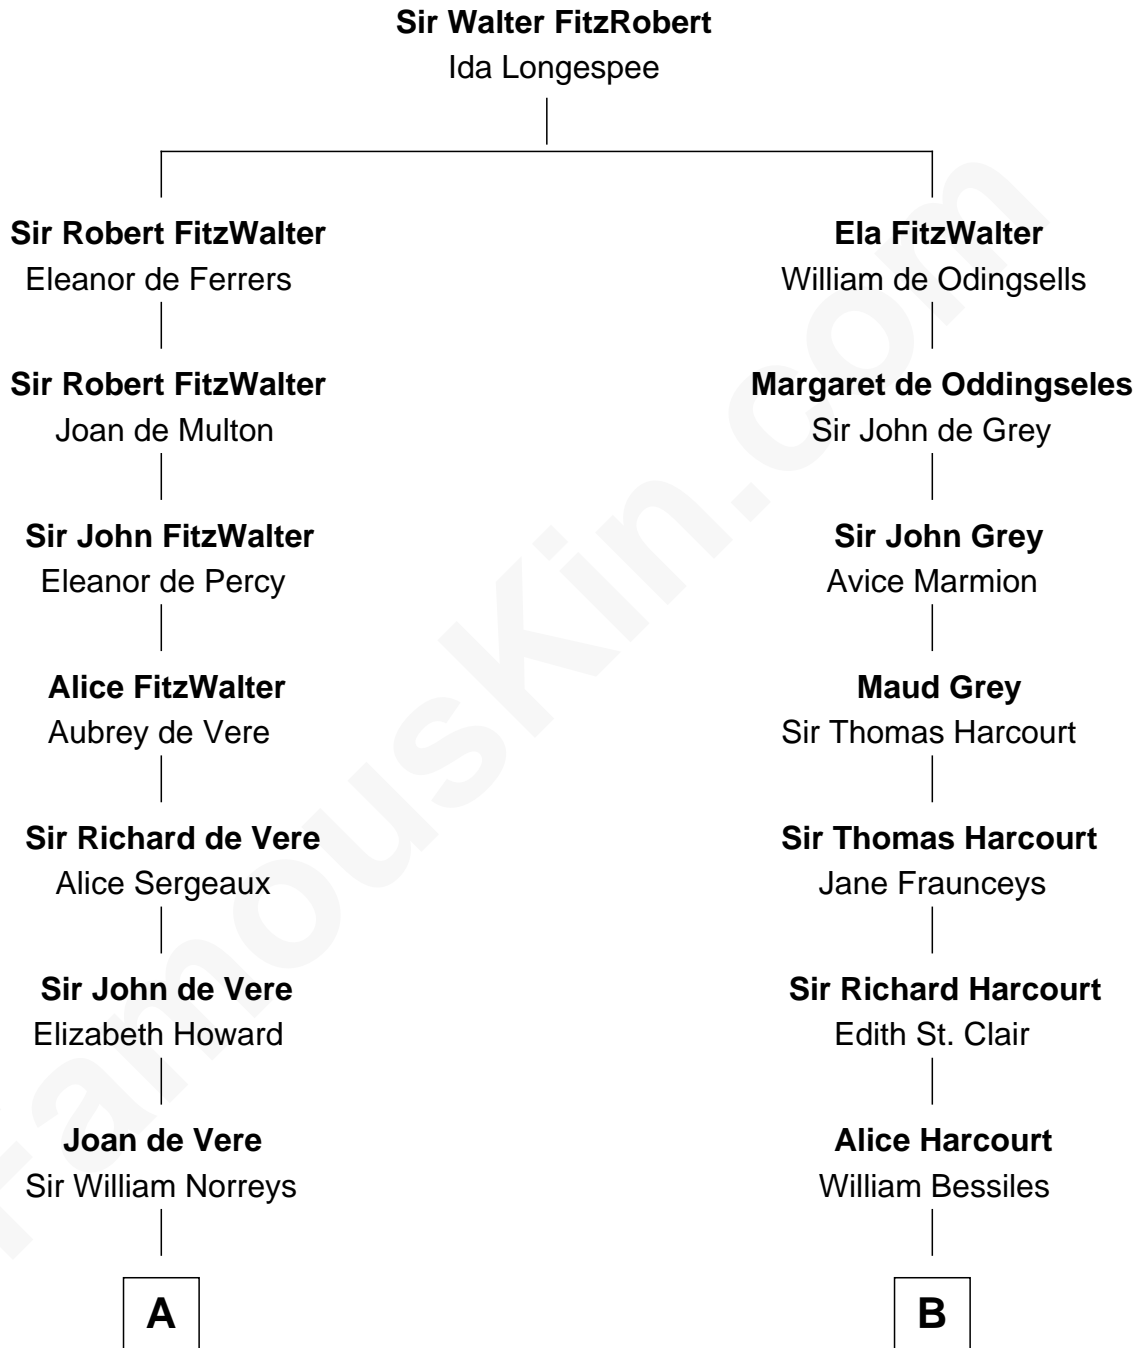 Sir Walter FitzRobert
Ida Longespee
Sir Robert FitzWalter
Eleanor de Ferrers
Sir Robert FitzWalter
Joan de Multon
Sir John FitzWalter
Eleanor de Percy
Alice FitzWalter
Aubrey de Vere
Sir Richard de Vere
Alice Sergeaux
Sir John de Vere
Elizabeth Howard
Joan de Vere
Sir William Norreys
A
Ela FitzWalter
William de Odingsells
Margaret de Oddingseles
Sir John de Grey
Sir John Grey
Avice Marmion
Maud Grey
Sir Thomas Harcourt
Sir Thomas Harcourt
Jane Fraunceys
Sir Richard Harcourt
Edith St. Clair
Alice Harcourt
William Bessiles
B
FamousKin.com